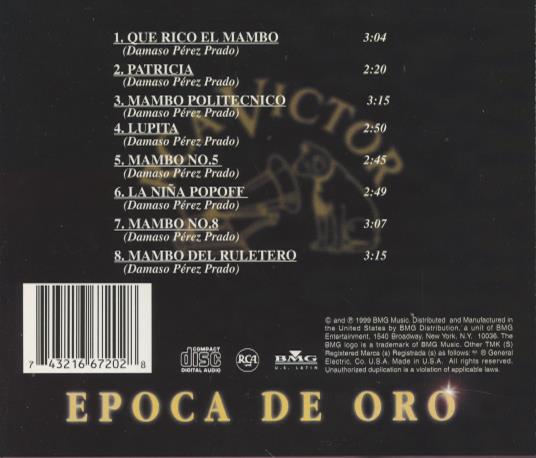 1. QUE RICO EL MAMBO 3:04
(Damaso Pérez Prado)
2. PATRICIA 2:20
(Damaso Pérez Prado)
3. MAMBO POLITECNICO 3:15
(Damaso Pérez Prado)
4. LUPITA 2:50
(Damaso Pérez Prado)
5. MAMBO NO.5 2:45
(Damaso Pérez Prado)
6. LA NIÑA POPOFF 2:49
(Damaso Pérez Prado)
7. MAMBO NO.8 3:07
(Damaso Pérez Prado)
8. MAMBO DEL RULETERO 3:15
(Damaso Pérez Prado)
VICTOR
7 43216 67202 8
COMPACT
disc
DIGITAL AUDIO
RCA
BMG
U.S. LATIN
© and ℗ 1999 BMG Music. Distributed and Manufactured in
the United States by BMG Distribution, a unit of BMG
Entertainment, 1540 Broadway, New York, N.Y. 10036. The
BMG logo is a trademark of BMG Music. Other TMK (S)
Registered Marca (s) Registrada (s) as follows: ® General
Electric, Co. U.S.A. Made in U.S.A. All rights reserved.
Unauthorized duplication is a violation of applicable laws.
EPOCA DE ORO